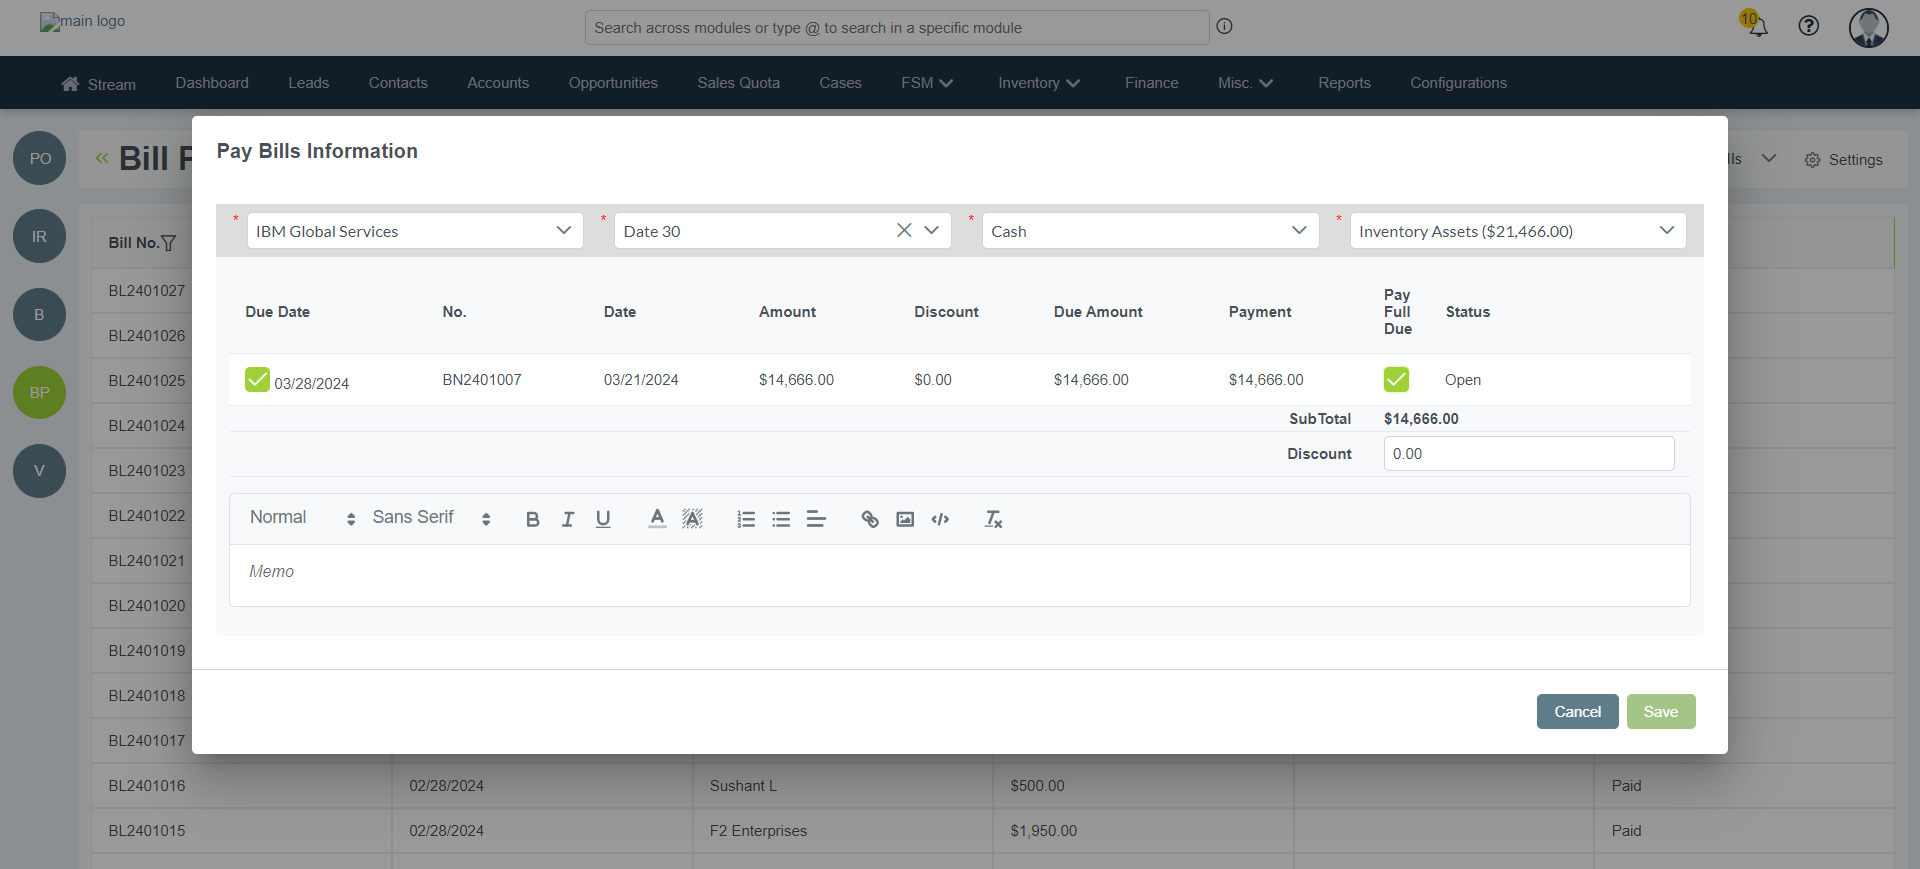 main logo
Search across modules or type @ to search in a specific module
10
Stream Dashboard Leads Contacts Accounts Opportunities Sales Quota Cases FSM Inventory Finance Misc. Reports Configurations
PO
IR
B
BP
V
« Bill
Settings
Pay Bills Information
* IBM Global Services * Date 30 * Cash * Inventory Assets ($21,466.00)
Due Date No. Date Amount Discount Due Amount Payment Pay Full Due Status
03/28/2024 BN2401007 03/21/2024 $14,666.00 $0.00 $14,666.00 $14,666.00 Open
SubTotal $14,666.00
Discount 0.00
Normal Sans Serif B I U A A
Memo
Cancel Save
Bill No.
BL2401027
BL2401026
BL2401025
BL2401024
BL2401023
BL2401022
BL2401021
BL2401020
BL2401019
BL2401018
BL2401017
BL2401016 02/28/2024 Sushant L $500.00 Paid
BL2401015 02/28/2024 F2 Enterprises $1,950.00 Paid